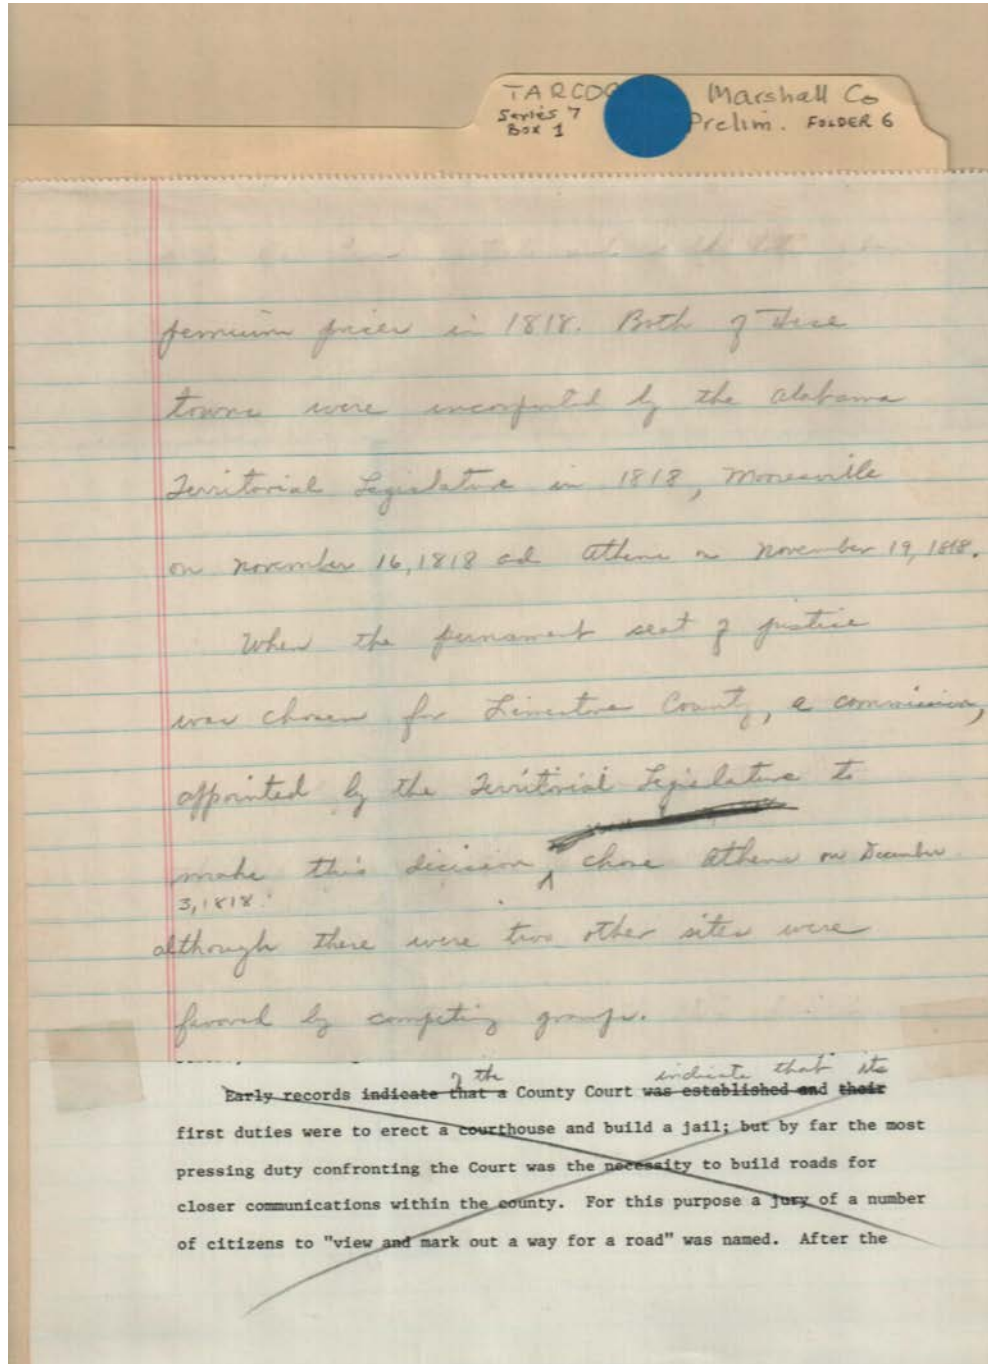 TARCOG Marshall Co
Series 7 Prelim. FOLDER 6
Box 1
premium prices in 1818. Both of these
towns were incorporated by the Alabama
Territorial Legislature in 1818, Mooresville
on November 16, 1818 and Athens on November 19, 1818.
When the permanent seat of justice
was chosen for Limestone County, a commission,
appointed by the Territorial Legislature to
make this decision, chose Athens on December
3, 1818.
although there were two other sites were
favored by competing groups.
of the indicate that its
Early records indicate that a County Court was established and their
first duties were to erect a courthouse and build a jail; but by far the most
pressing duty confronting the Court was the necessity to build roads for
closer communications within the county. For this purpose a jury of a number
of citizens to "view and mark out a way for a road" was named. After the